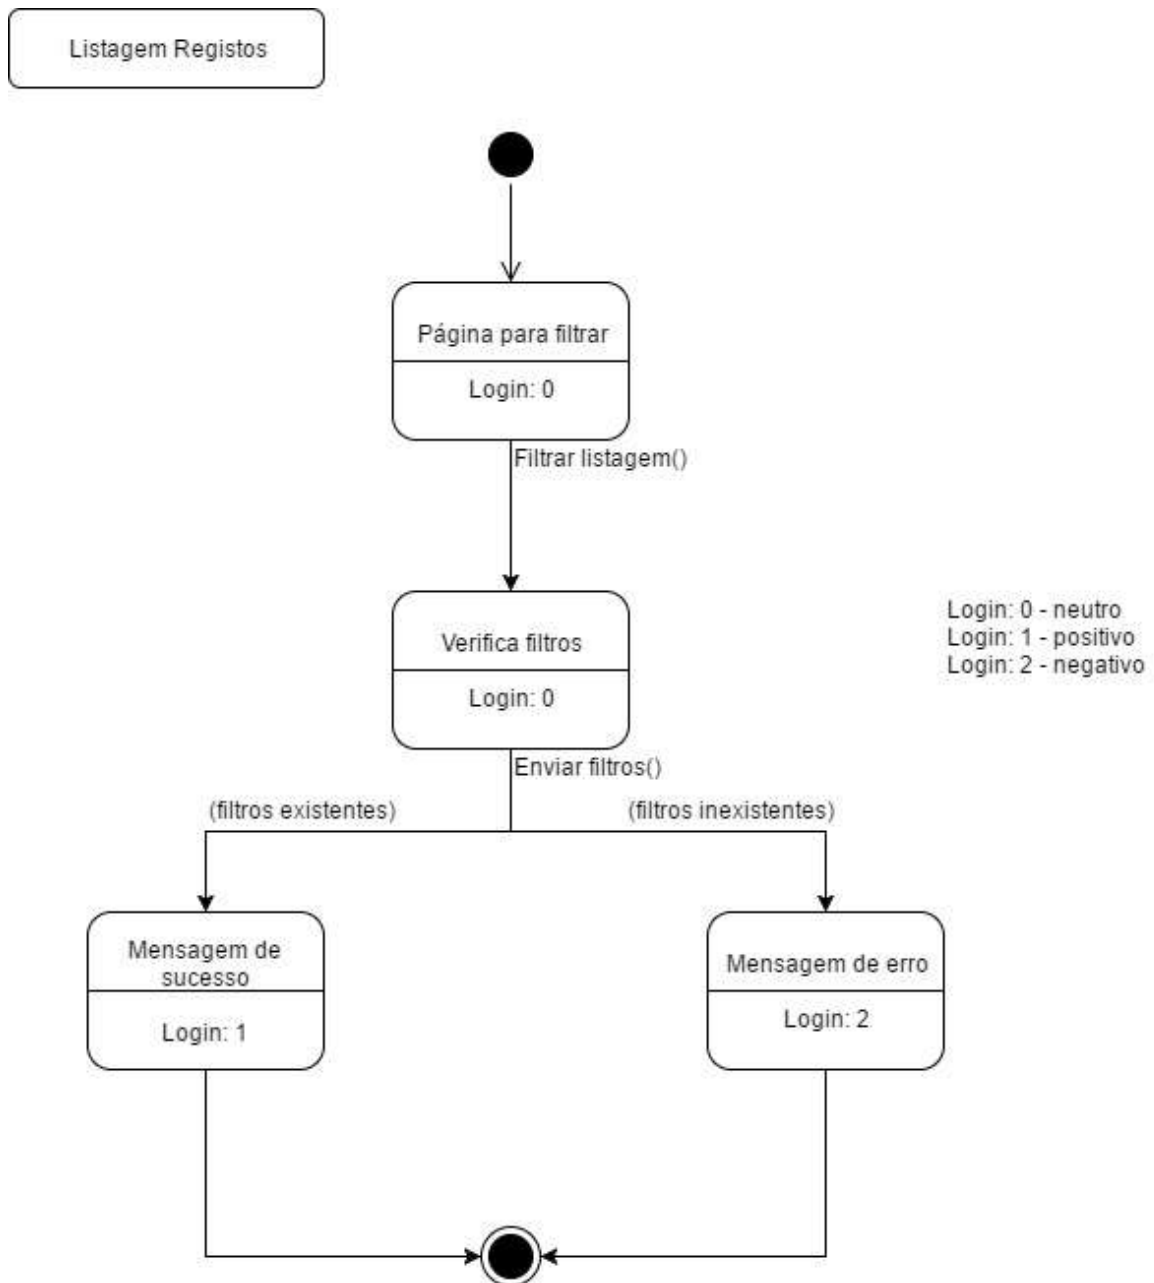 Listagem Registos
Página para filtrar
Login: 0
Filtrar listagem()
Verifica filtros
Login: 0
Login: 0 - neutro
Login: 1 - positivo
Login: 2 - negativo
Enviar filtros()
(filtros existentes)
(filtros inexistentes)
Mensagem de
sucesso
Login: 1
Mensagem de erro
Login: 2